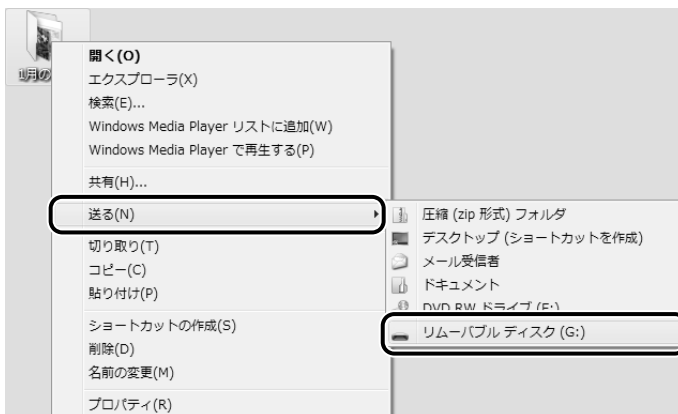 1月の
開く(O)
エクスプローラ(X)
検索(E)...
Windows Media Player リストに追加(W)
Windows Media Player で再生する(P)
共有(H)...
送る(N)
切り取り(T)
コピー(C)
貼り付け(P)
ショートカットの作成(S)
削除(D)
名前の変更(M)
プロパティ(R)
圧縮 (zip 形式) フォルダ
デスクトップ (ショートカットを作成)
メール受信者
ドキュメント
DVD RW ドライブ (E:)
リムーバブル ディスク (G:)